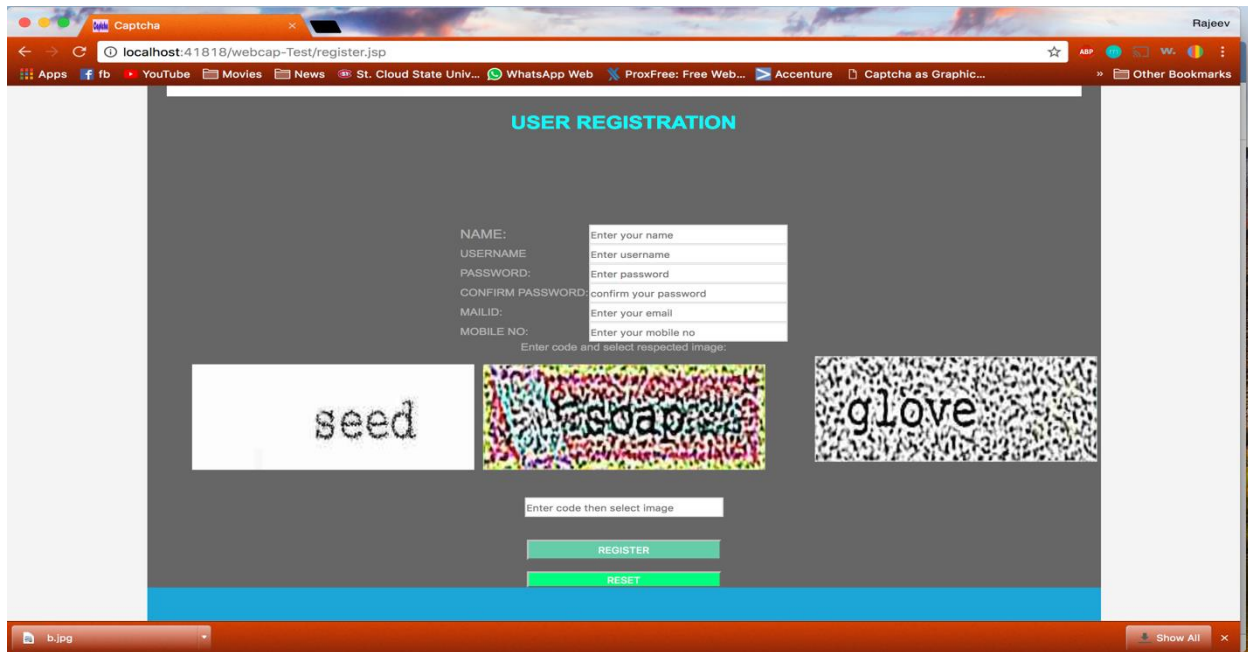 Captcha
Rajeev
localhost:41818/webcap-Test/register.jsp
ABP
W.
Apps fb YouTube Movies News St. Cloud State Univ... WhatsApp Web ProxFree: Free Web... Accenture Captcha as Graphic... » Other Bookmarks
USER REGISTRATION
NAME: Enter your name
USERNAME Enter username
PASSWORD: Enter password
CONFIRM PASSWORD: confirm your password
MAILID: Enter your email
MOBILE NO: Enter your mobile no
Enter code and select respected image:
seed soap glove
Enter code then select image
REGISTER
RESET
b.jpg Show All